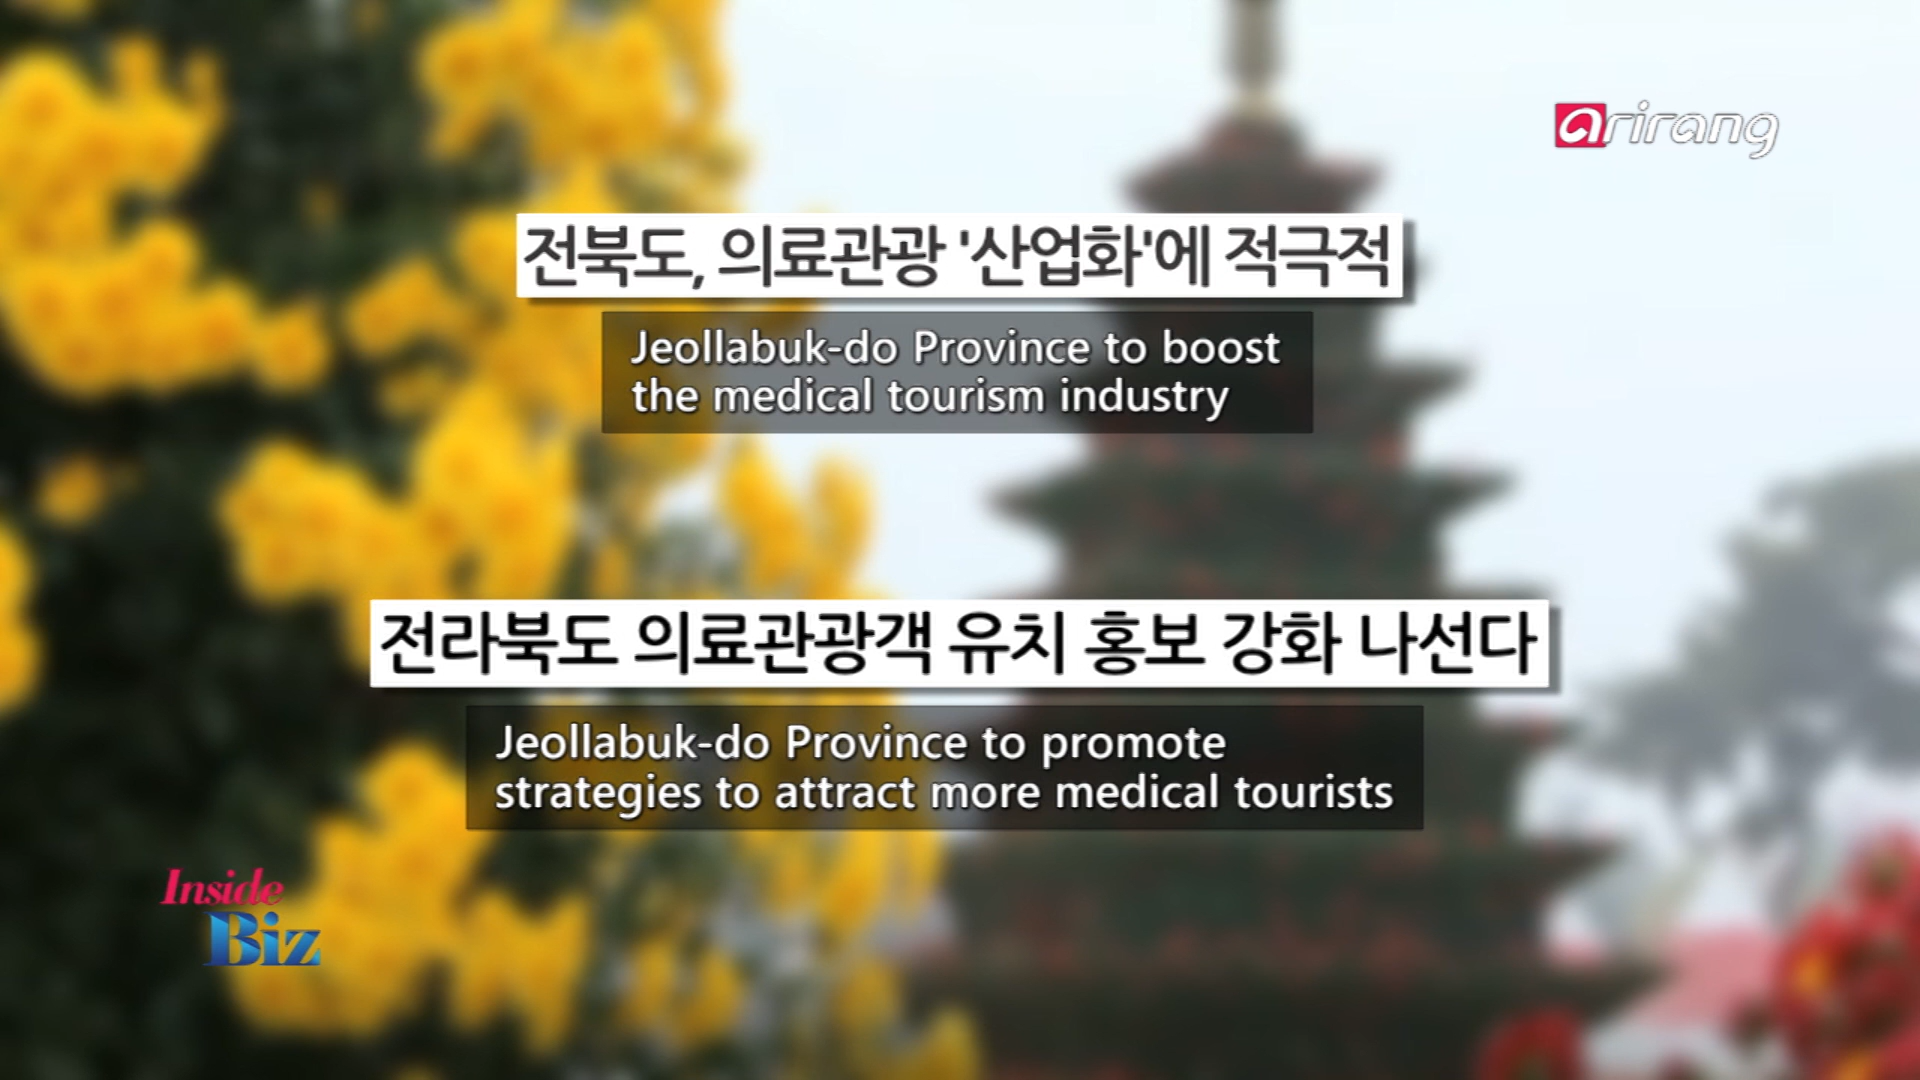 arirang
전북도, 의료관광 '산업화'에 적극적
Jeollabuk-do Province to boost
the medical tourism industry
전라북도 의료관광객 유치 홍보 강화 나선다
Jeollabuk-do Province to promote
strategies to attract more medical tourists
Inside
Biz